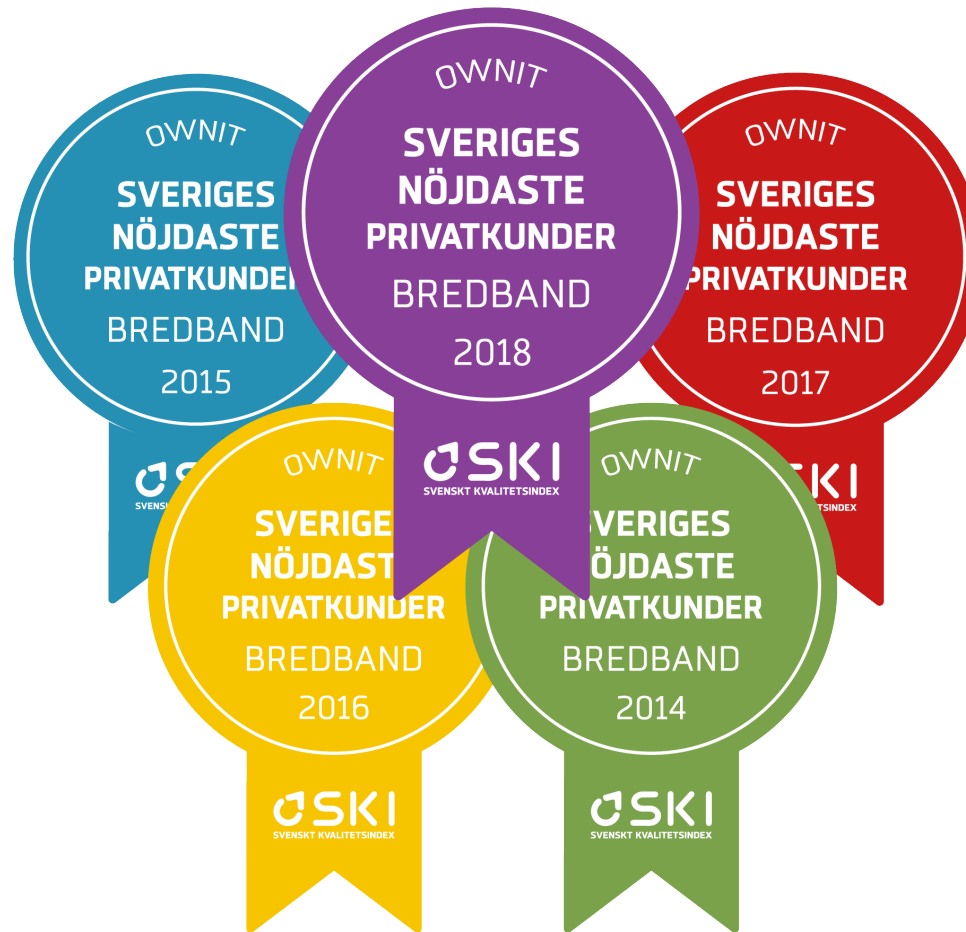 OWNIT
SVERIGES
NÖJDASTE
PRIVATKUNDER
BREDBAND
2015
OWNIT
SVERIGES
NÖJDASTE
PRIVATKUNDER
BREDBAND
2018
SKI
SVENSKT KVALITETSINDEX
OWNIT
SVERIGES
NÖJDASTE
PRIVATKUNDER
BREDBAND
2017
OWNIT
SVERIGES
NÖJDASTE
PRIVATKUNDER
BREDBAND
2016
SKI
SVENSKT KVALITETSINDEX
OWNIT
SVERIGES
NÖJDASTE
PRIVATKUNDER
BREDBAND
2014
SKI
SVENSKT KVALITETSINDEX